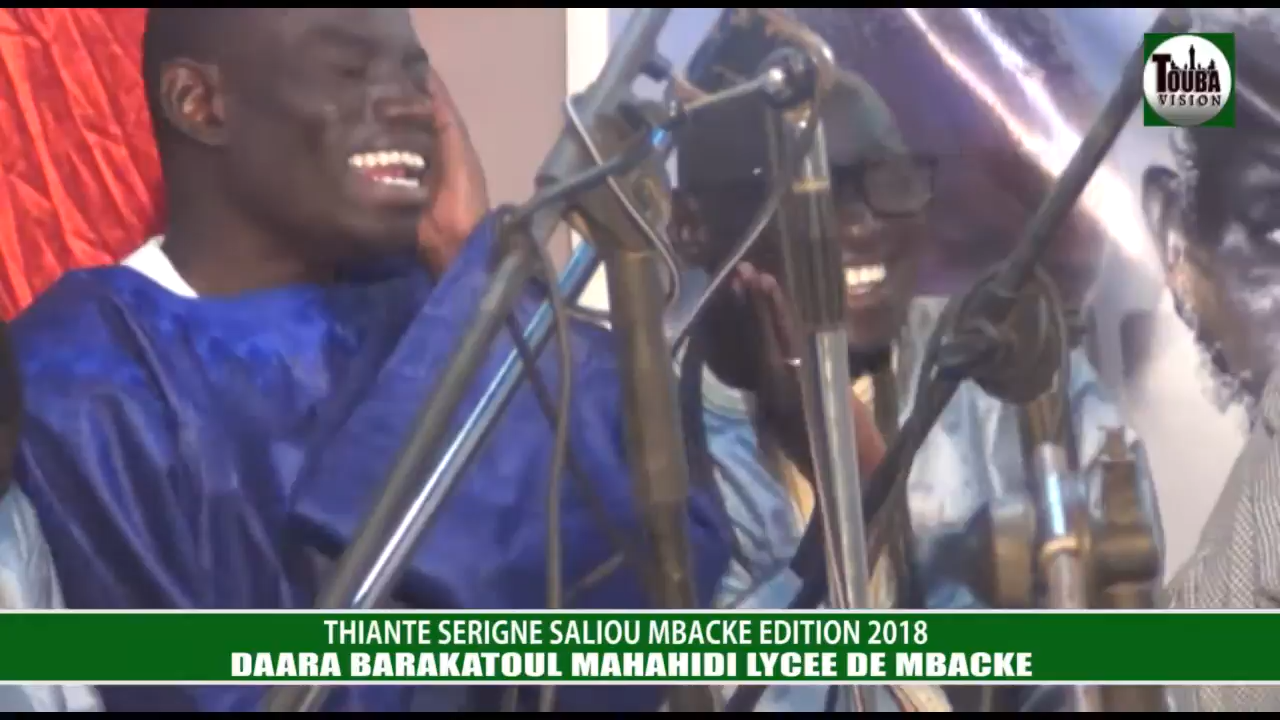 TOUBA
VISION
THIANTE SERIGNE SALIOU MBACKE EDITION 2018
DAARA BARAKATOUL MAHAHIDI LYCEE DE MBACKE